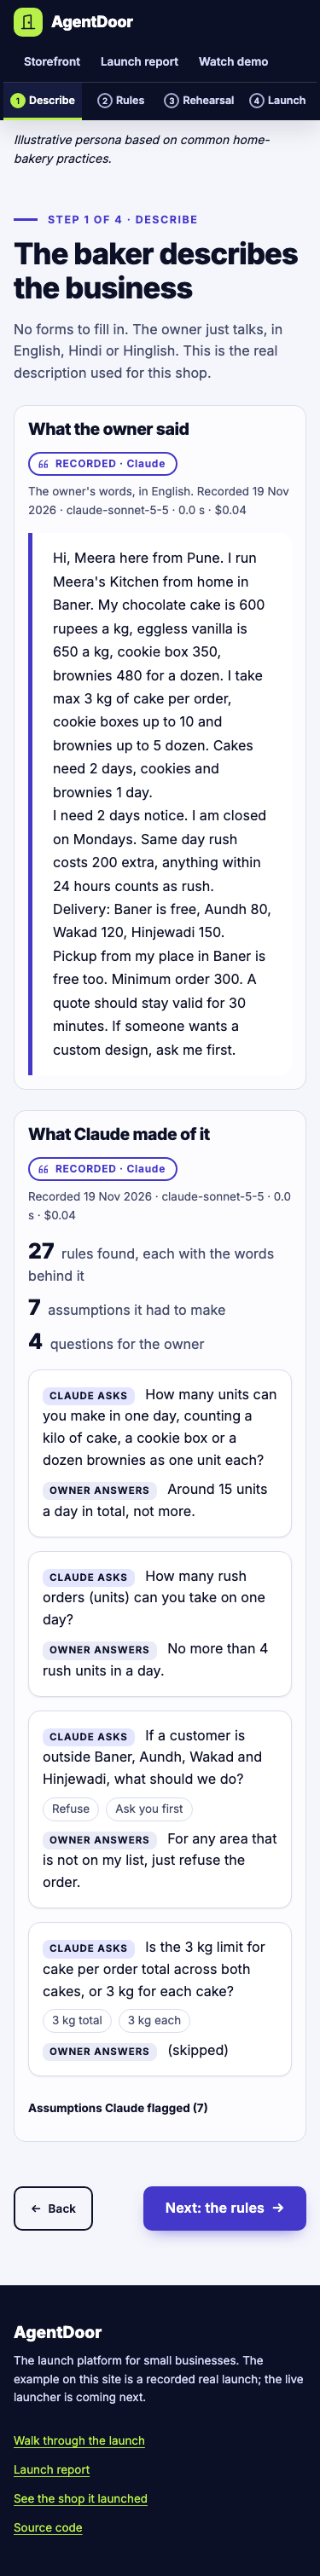 AgentDoor
Storefront Launch report Watch demo
1 Describe 2 Rules 3 Rehearsal 4 Launch
Illustrative persona based on common home-
bakery practices.
STEP 1 OF 4 · DESCRIBE
The baker describes
the business
No forms to fill in. The owner just talks, in
English, Hindi or Hinglish. This is the real
description used for this shop.
What the owner said
RECORDED · Claude
The owner's words, in English. Recorded 19 Nov
2026 · claude-sonnet-5-5 · 0.0 s · $0.04
Hi, Meera here from Pune. I run
Meera's Kitchen from home in
Baner. My chocolate cake is 600
rupees a kg, eggless vanilla is
650 a kg, cookie box 350,
brownies 480 for a dozen. I take
max 3 kg of cake per order,
cookie boxes up to 10 and
brownies up to 5 dozen. Cakes
need 2 days, cookies and
brownies 1 day.
I need 2 days notice. I am closed
on Mondays. Same day rush
costs 200 extra, anything within
24 hours counts as rush.
Delivery: Baner is free, Aundh 80,
Wakad 120, Hinjewadi 150.
Pickup from my place in Baner is
free too. Minimum order 300. A
quote should stay valid for 30
minutes. If someone wants a
custom design, ask me first.
What Claude made of it
RECORDED · Claude
Recorded 19 Nov 2026 · claude-sonnet-5-5 · 0.0
s · $0.04
27 rules found, each with the words
behind it
7 assumptions it had to make
4 questions for the owner
CLAUDE ASKS How many units can
you make in one day, counting a
kilo of cake, a cookie box or a
dozen brownies as one unit each?
OWNER ANSWERS Around 15 units
a day in total, not more.
CLAUDE ASKS How many rush
orders (units) can you take on one
day?
OWNER ANSWERS No more than 4
rush units in a day.
CLAUDE ASKS If a customer is
outside Baner, Aundh, Wakad and
Hinjewadi, what should we do?
Refuse Ask you first
OWNER ANSWERS For any area that
is not on my list, just refuse the
order.
CLAUDE ASKS Is the 3 kg limit for
cake per order total across both
cakes, or 3 kg for each cake?
3 kg total 3 kg each
OWNER ANSWERS (skipped)
Assumptions Claude flagged (7)
← Back Next: the rules →
AgentDoor
The launch platform for small businesses. The
example on this site is a recorded real launch; the live
launcher is coming next.
Walk through the launch
Launch report
See the shop it launched
Source code